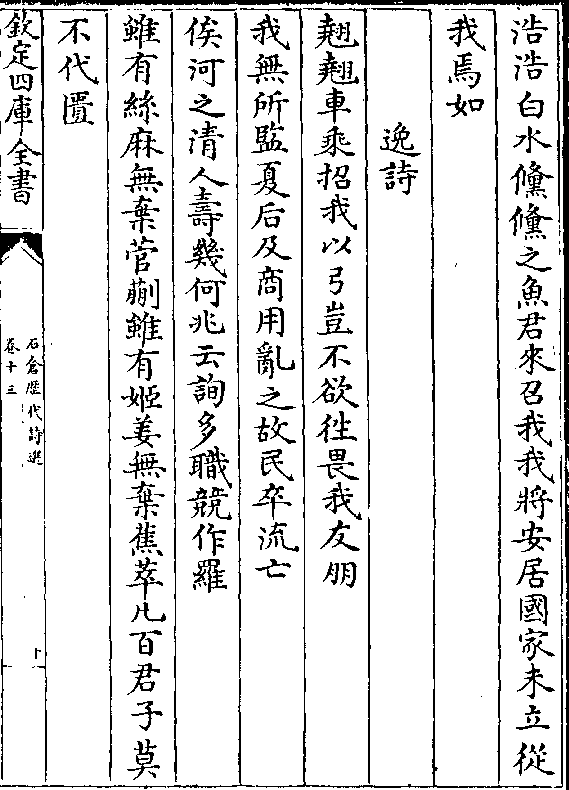 浩浩白水儵儵之魚君來召我我將安居國家未立從
我焉如
逸詩
翹翹車乘招我以弓豈不欲徃畏我友朋
我無所監夏后及商用亂之故民卒流亡
俟河之清人壽幾何兆云詢多職競作羅
雖有絲麻無棄菅蒯雖有姬姜無棄蕉萃凡百君子莫
不代匱
欽定四庫全書
石倉歴代詩選
卷十三
十